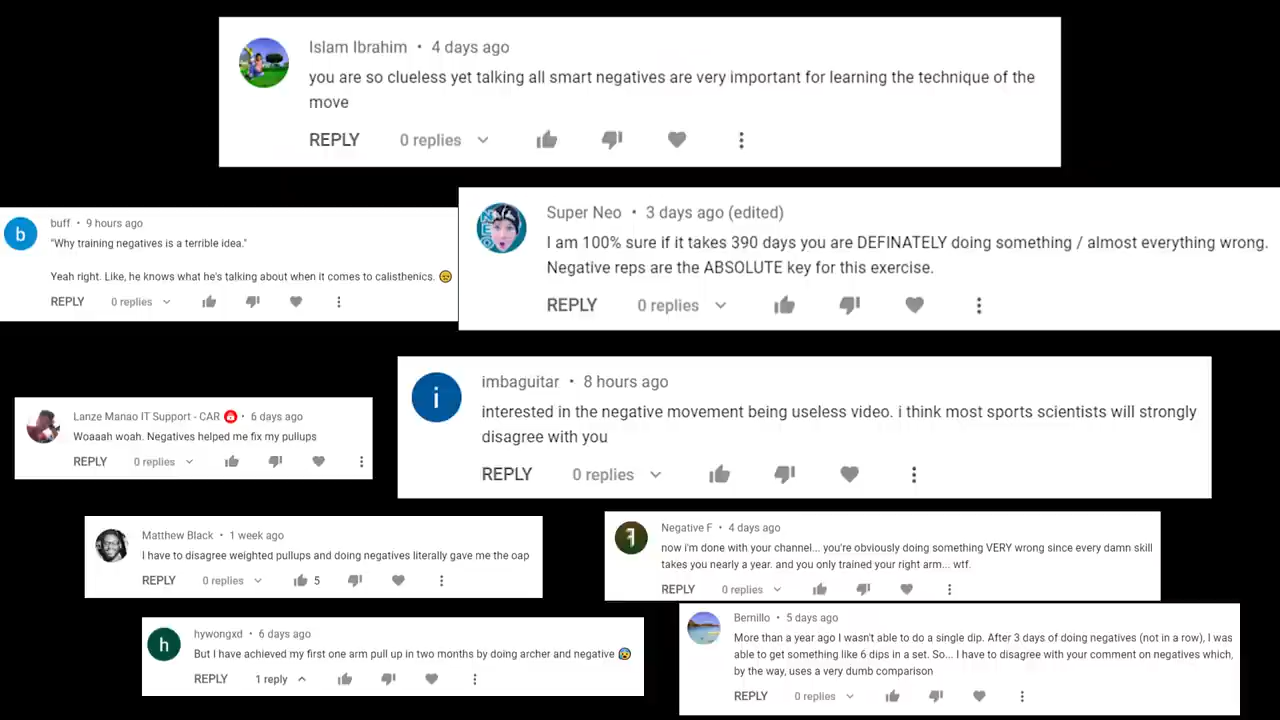 Islam Ibrahim • 4 days ago
you are so clueless yet talking all smart negatives are very important for learning the technique of the
move
REPLY 0 replies
buff • 9 hours ago
"Why training negatives is a terrible idea."
Yeah right. Like, he knows what he's talking about when it comes to calisthenics. 😞
REPLY 0 replies
Super Neo • 3 days ago (edited)
I am 100% sure if it takes 390 days you are DEFINATELY doing something / almost everything wrong.
Negative reps are the ABSOLUTE key for this exercise.
REPLY 0 replies
Lanze Manao IT Support - CAR • 6 days ago
Woaaah woah. Negatives helped me fix my pullups
REPLY 0 replies
i
imbaguitar • 8 hours ago
interested in the negative movement being useless video. i think most sports scientists will strongly
disagree with you
REPLY 0 replies
Matthew Black • 1 week ago
I have to disagree weighted pullups and doing negatives literally gave me the oap
REPLY 0 replies 5
Negative F • 4 days ago
now i'm done with your channel... you're obviously doing something VERY wrong since every damn skill
takes you nearly a year. and you only trained your right arm... wtf.
REPLY 0 replies
h
hywongxd • 6 days ago
But I have achieved my first one arm pull up in two months by doing archer and negative 😰
REPLY 1 reply
Bernillo • 5 days ago
More than a year ago I wasn't able to do a single dip. After 3 days of doing negatives (not in a row), I was
able to get something like 6 dips in a set. So... I have to disagree with your comment on negatives which,
by the way, uses a very dumb comparison
REPLY 0 replies
b
NEO